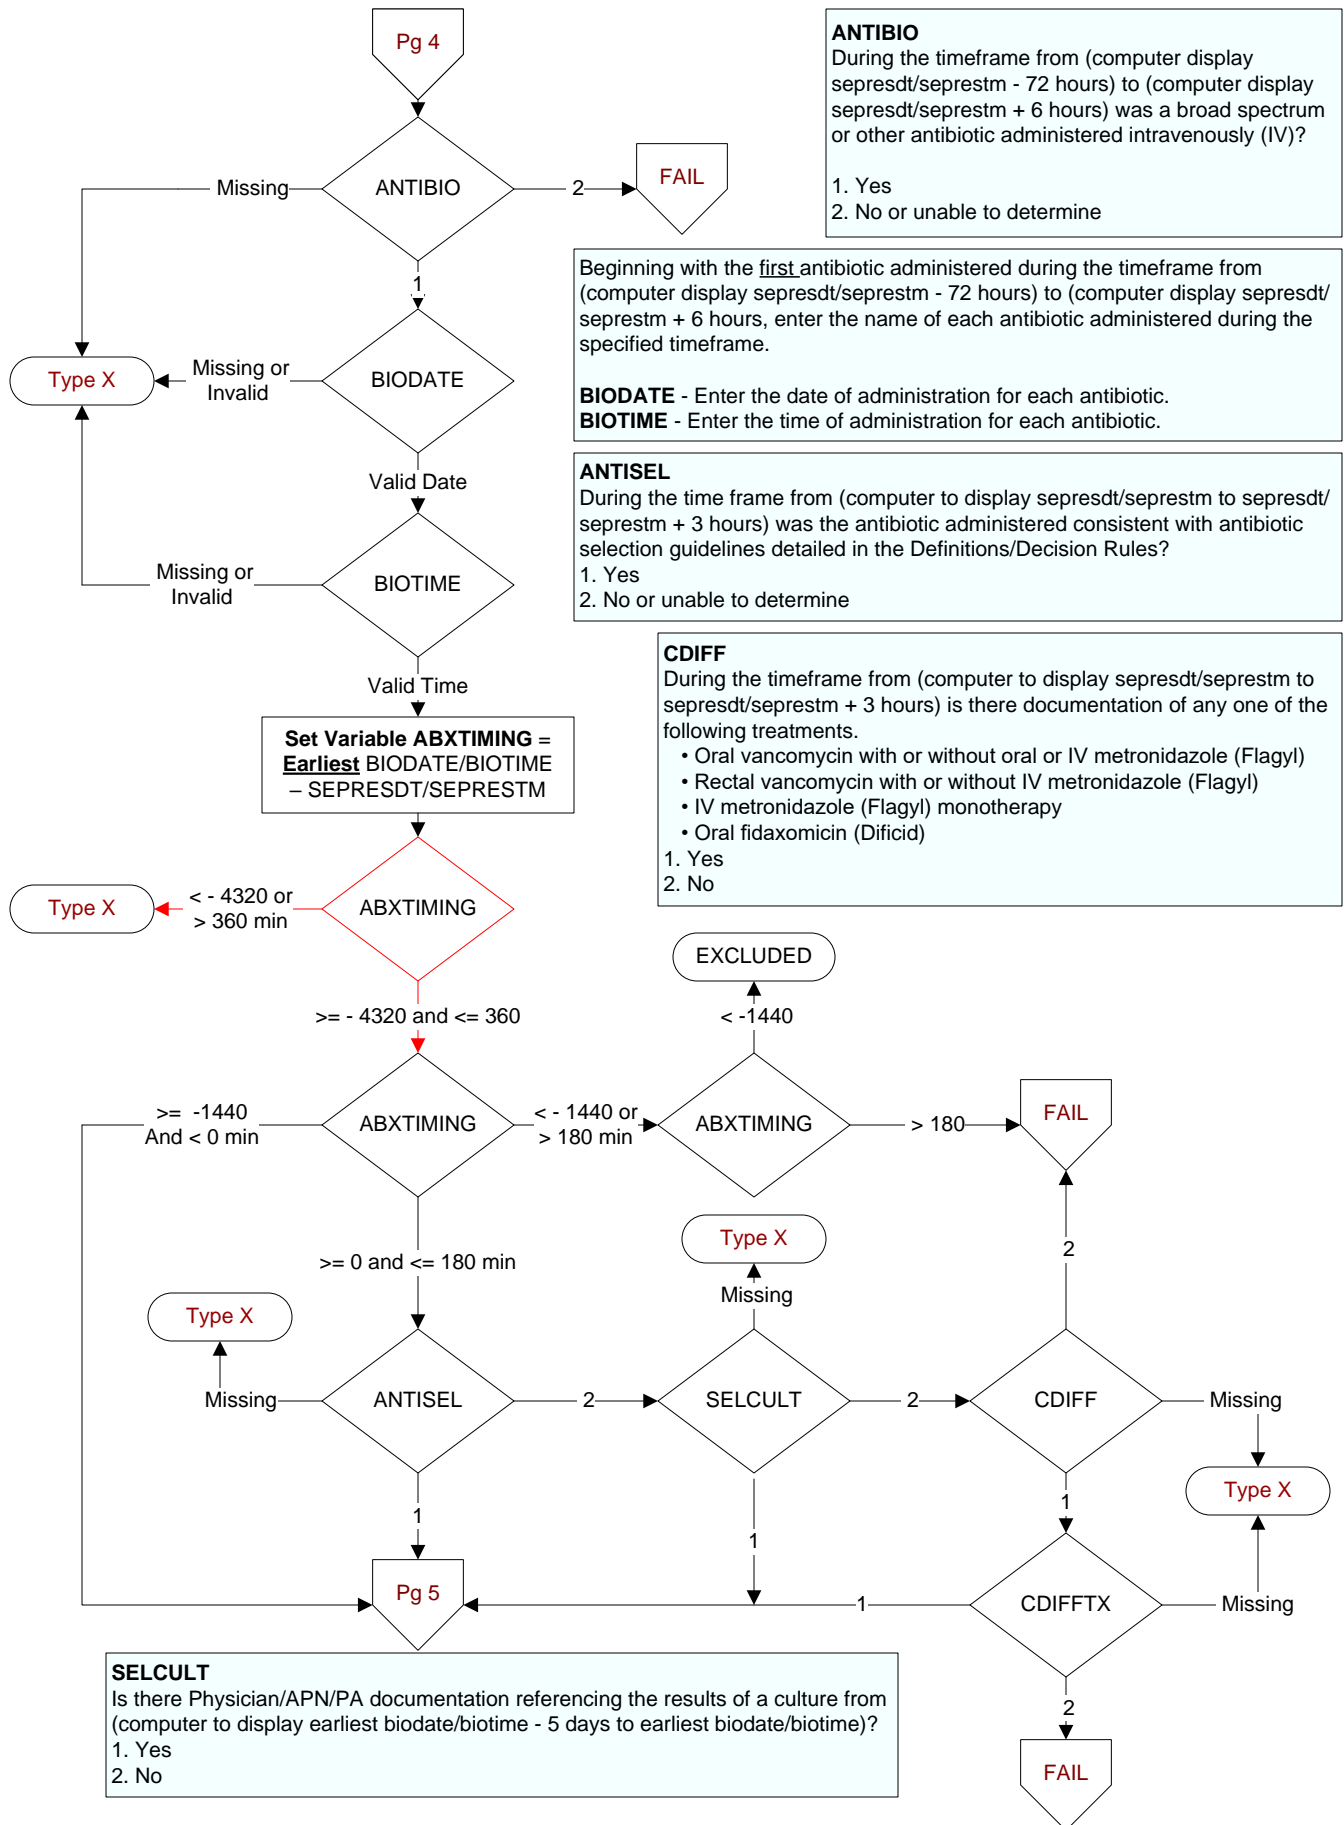 Pg 4
ANTIBIO
During the timeframe from (computer display
sepresdt/seprestm - 72 hours) to (computer display
sepresdt/seprestm + 6 hours) was a broad spectrum
or other antibiotic administered intravenously (IV)?
1. Yes
2. No or unable to determine
Missing
ANTIBIO
2
FAIL
1
Beginning with the first antibiotic administered during the timeframe from
(computer display sepresdt/seprestm - 72 hours) to (computer display sepresdt/
seprestm + 6 hours, enter the name of each antibiotic administered during the
specified timeframe.
BIODATE - Enter the date of administration for each antibiotic.
BIOTIME - Enter the time of administration for each antibiotic.
Type X
Missing or
Invalid
BIODATE
Valid Date
ANTISEL
During the time frame from (computer to display sepresdt/seprestm to sepresdt/
seprestm + 3 hours) was the antibiotic administered consistent with antibiotic
selection guidelines detailed in the Definitions/Decision Rules?
1. Yes
2. No or unable to determine
Missing or
Invalid
BIOTIME
Valid Time
CDIFF
During the timeframe from (computer to display sepresdt/seprestm to
sepresdt/seprestm + 3 hours) is there documentation of any one of the
following treatments.
• Oral vancomycin with or without oral or IV metronidazole (Flagyl)
• Rectal vancomycin with or without IV metronidazole (Flagyl)
• IV metronidazole (Flagyl) monotherapy
• Oral fidaxomicin (Dificid)
1. Yes
2. No
Set Variable ABXTIMING =
Earliest BIODATE/BIOTIME
– SEPRESDT/SEPRESTM
Type X
< - 4320 or
> 360 min
ABXTIMING
>= - 4320 and <= 360
EXCLUDED
< -1440
>= -1440
And < 0 min
ABXTIMING
< - 1440 or
> 180 min
ABXTIMING
> 180
FAIL
>= 0 and <= 180 min
Type X
Missing
2
Type X
Missing
ANTISEL
2
SELCULT
2
CDIFF
Missing
Type X
1
1
1
Pg 5
1
CDIFFTX
Missing
2
FAIL
SELCULT
Is there Physician/APN/PA documentation referencing the results of a culture from
(computer to display earliest biodate/biotime - 5 days to earliest biodate/biotime)?
1. Yes
2. No